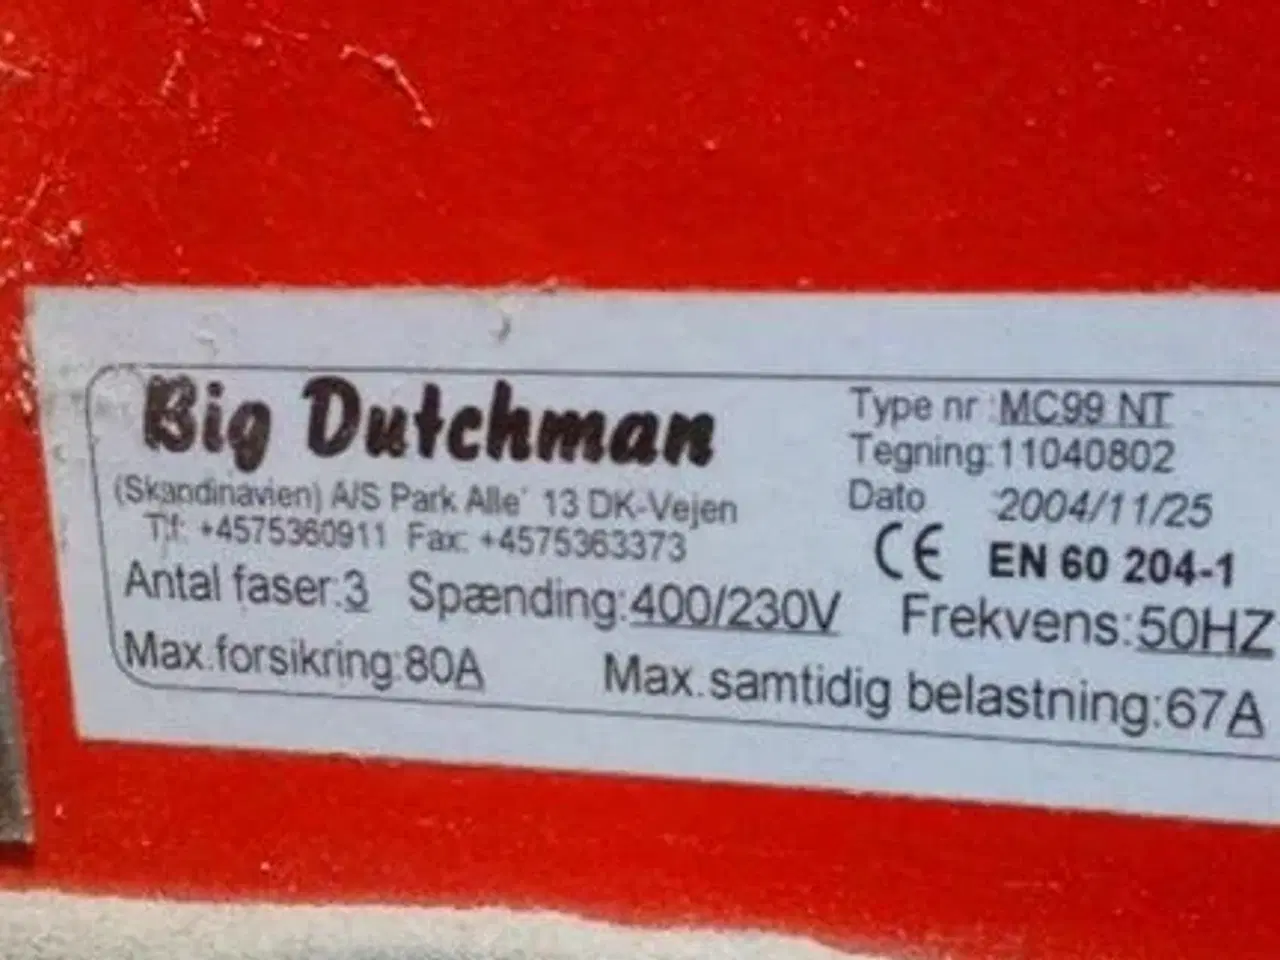 Big Dutchman
(Skandinavien) A/S Park Alle´ 13 DK-Vejen
Tlf: +4575360911 Fax: +4575363373
Type nr :MC99 NT
Tegning:11040802
Dato :2004/11/25
CE EN 60 204-1
Antal faser:3 Spænding:400/230V Frekvens:50HZ
Max.forsikring:80A Max.samtidig belastning:67A